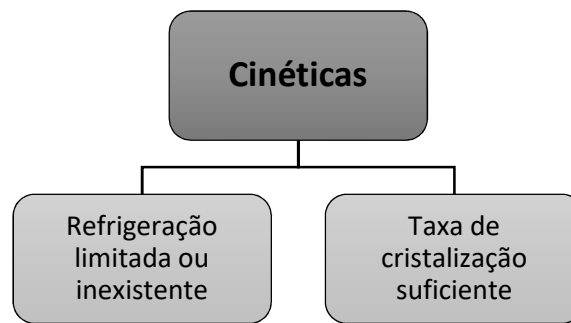 Cinéticas
Refrigeração
limitada ou
inexistente
Taxa de
cristalização
suficiente